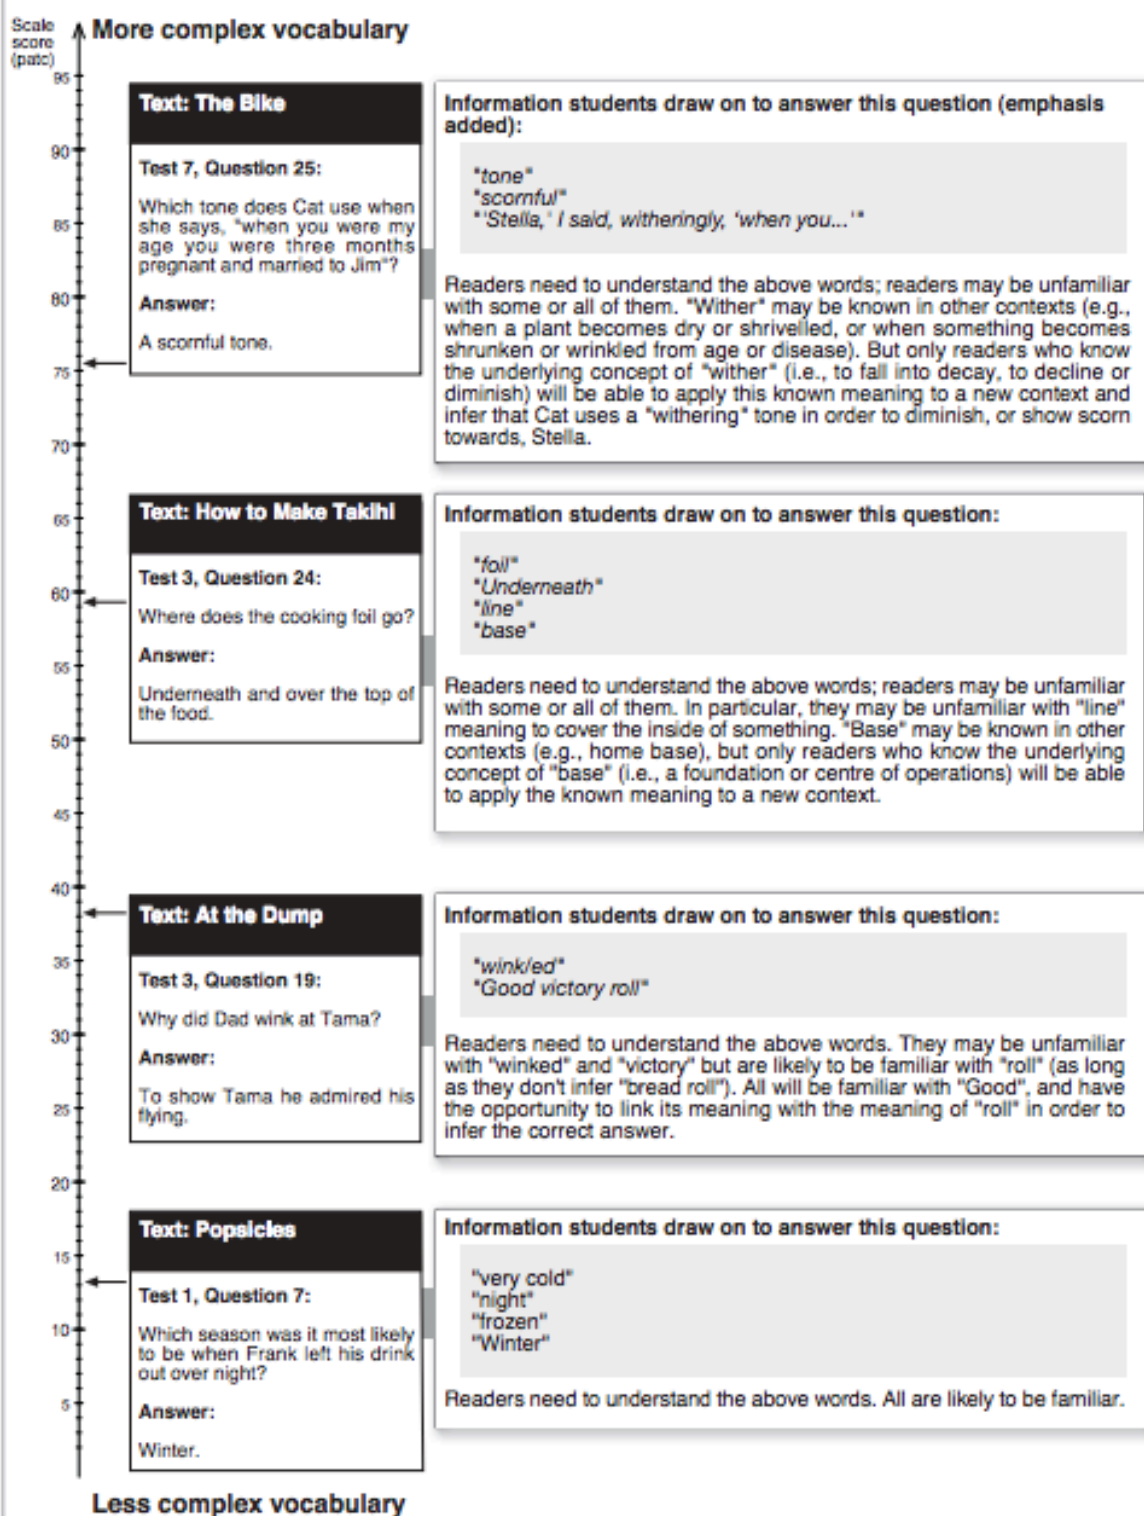 Scale
score
(patc)
More complex vocabulary
95
90
85
80
75
70
65
60
55
50
45
40
35
30
25
20
15
10
5
Text: The Bike
Test 7, Question 25:
Which tone does Cat use when
she says, "when you were my
age you were three months
pregnant and married to Jim"?
Answer:
A scornful tone.
Information students draw on to answer this question (emphasis
added):
"tone"
"scornful"
"'Stella,' I said, witheringly, 'when you...'"
Readers need to understand the above words; readers may be unfamiliar
with some or all of them. "Wither" may be known in other contexts (e.g.,
when a plant becomes dry or shrivelled, or when something becomes
shrunken or wrinkled from age or disease). But only readers who know
the underlying concept of "wither" (i.e., to fall into decay, to decline or
diminish) will be able to apply this known meaning to a new context and
infer that Cat uses a "withering" tone in order to diminish, or show scorn
towards, Stella.
Text: How to Make Takihi
Test 3, Question 24:
Where does the cooking foil go?
Answer:
Underneath and over the top of
the food.
Information students draw on to answer this question:
"foil"
"Underneath"
"line"
"base"
Readers need to understand the above words; readers may be unfamiliar
with some or all of them. In particular, they may be unfamiliar with "line"
meaning to cover the inside of something. "Base" may be known in other
contexts (e.g., home base), but only readers who know the underlying
concept of "base" (i.e., a foundation or centre of operations) will be able
to apply the known meaning to a new context.
Text: At the Dump
Test 3, Question 19:
Why did Dad wink at Tama?
Answer:
To show Tama he admired his
flying.
Information students draw on to answer this question:
"wink/ed"
"Good victory roll"
Readers need to understand the above words. They may be unfamiliar
with "winked" and "victory" but are likely to be familiar with "roll" (as long
as they don't infer "bread roll"). All will be familiar with "Good", and have
the opportunity to link its meaning with the meaning of "roll" in order to
infer the correct answer.
Text: Popsicles
Test 1, Question 7:
Which season was it most likely
to be when Frank left his drink
out over night?
Answer:
Winter.
Information students draw on to answer this question:
"very cold"
"night"
"frozen"
"Winter"
Readers need to understand the above words. All are likely to be familiar.
Less complex vocabulary